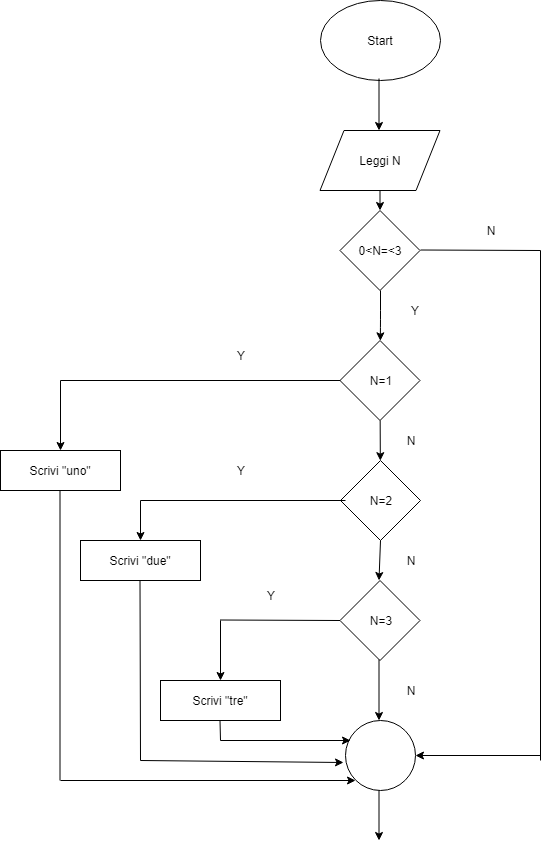 Start
Leggi N
0<N=<3
N
Y
Y
N=1
N
Scrivi "uno"
Y
N=2
Scrivi "due"
N
Y
N=3
Scrivi "tre"
N